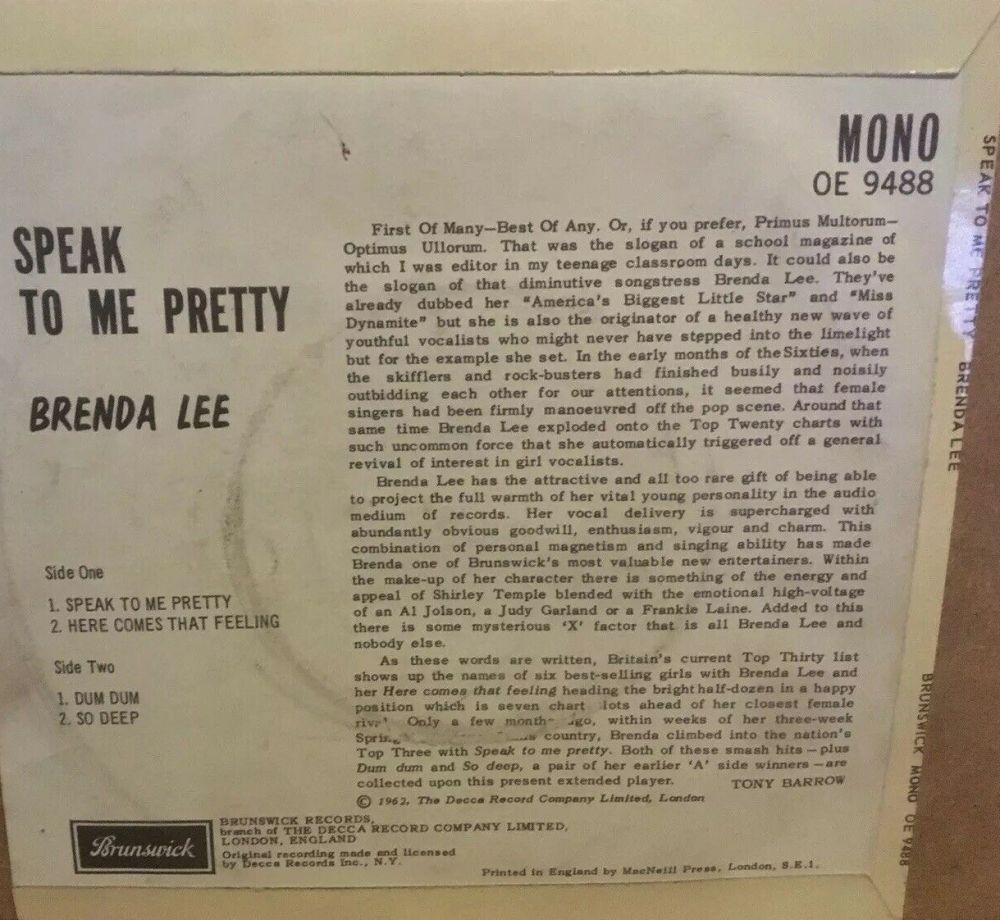 MONO
OE 9488
SPEAK
TO ME PRETTY
BRENDA LEE
Side One
1. SPEAK TO ME PRETTY
2. HERE COMES THAT FEELING
Side Two
1. DUM DUM
2. SO DEEP
First Of Many—Best Of Any. Or, if you prefer, Primus Multorum—
Optimus Ullorum. That was the slogan of a school magazine of
which I was editor in my teenage classroom days. It could also be
the slogan of that diminutive songstress Brenda Lee. They've
already dubbed her "America's Biggest Little Star" and "Miss
Dynamite" but she is also the originator of a healthy new wave of
youthful vocalists who might never have stepped into the limelight
but for the example she set. In the early months of the Sixties, when
the skifflers and rock-busters had finished busily and noisily
outbidding each other for our attentions, it seemed that female
singers had been firmly manoeuvred off the pop scene. Around that
same time Brenda Lee exploded onto the Top Twenty charts with
such uncommon force that she automatically triggered off a general
revival of interest in girl vocalists.
Brenda Lee has the attractive and all too rare gift of being able
to project the full warmth of her vital young personality in the audio
medium of records. Her vocal delivery is supercharged with
abundantly obvious goodwill, enthusiasm, vigour and charm. This
combination of personal magnetism and singing ability has made
Brenda one of Brunswick's most valuable new entertainers. Within
the make-up of her character there is something of the energy and
appeal of Shirley Temple blended with the emotional high-voltage
of an Al Jolson, a Judy Garland or a Frankie Laine. Added to this
there is some mysterious 'X' factor that is all Brenda Lee and
nobody else.
As these words are written, Britain's current Top Thirty list
shows up the names of six best-selling girls with Brenda Lee and
her Here comes that feeling heading the bright half-dozen in a happy
position which is seven chart lots ahead of her closest female
Only a few within weeks of her three-week
country, Brenda climbed into the nation's
Top Three with Speak to me pretty. Both of these smash hits — plus
Dum dum and So deep, a pair of her earlier 'A' side winners — are
collected upon this present extended player. TONY BARROW
© 1962, The Decca Record Company Limited, London
Brunswick
BRUNSWICK RECORDS,
branch of THE DECCA RECORD COMPANY LIMITED,
LONDON, ENGLAND
Original recording made and licensed
by Decca Records Inc., N.Y.
Printed in England by MacNeill Press, London, S.E.1.
SPEAK TO ME PRETTY BRENDA LEE
BRUNSWICK MONO OE 9488